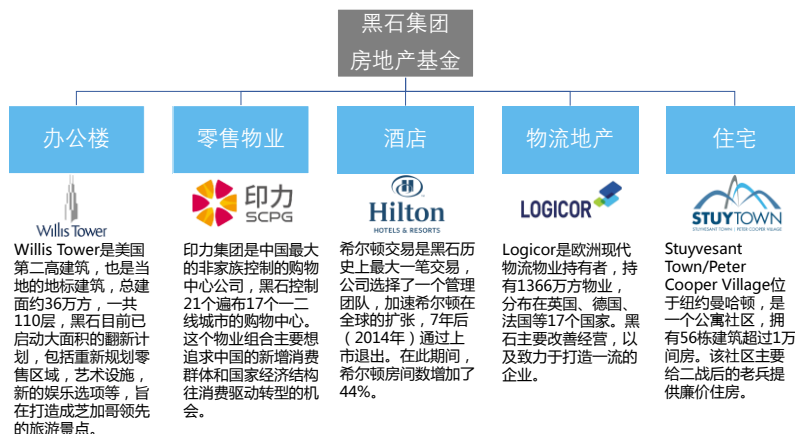 黑石集团
房地产基金
办公楼
零售物业
酒店
物流地产
住宅
Willis Tower
Willis Tower是美国
第二高建筑，也是当
地的地标建筑，总建
面约36万方，一共
110层，黑石目前已
启动大面积的翻新计
划，包括重新规划零
售区域，艺术设施，
新的娱乐选项等，旨
在打造成芝加哥领先
的旅游景点。
印力
SCPG
印力集团是中国最大
的非家族控制的购物
中心公司，黑石控制
21个遍布17个一二
线城市的购物中心。
这个物业组合主要想
追求中国的新增消费
群体和国家经济结构
往消费驱动转型的机
会。
H
Hilton
HOTELS & RESORTS
希尔顿交易是黑石历
史上最大一笔交易，
公司选择了一个管理
团队，加速希尔顿在
全球的扩张，7年后
（2014年）通过上
市退出。在此期间，
希尔顿房间数增加了
44%。
LOGICOR
Logicor是欧洲现代
物流物业持有者，持
有1366万方物业，
分布在英国、德国、
法国等17个国家。黑
石主要改善经营，以
及致力于打造一流的
企业。
STUYTOWN
STUYVESANT TOWN | PETER COOPER VILLAGE
Stuyvesant
Town/Peter
Cooper Village位
于纽约曼哈顿，是
一个公寓社区，拥
有56栋建筑超过1万
间房。该社区主要
给二战后的老兵提
供廉价住房。